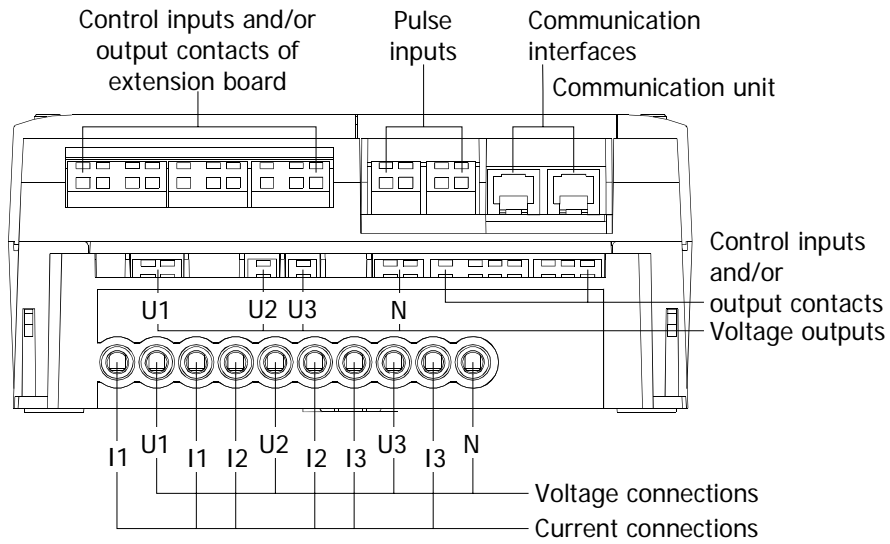 Control inputs and/or
output contacts of
extension board
Pulse
inputs
Communication
interfaces
Communication unit
Control inputs
and/or
output contacts
Voltage outputs
U1 U2 U3 N
I1 U1 I1 I2 U2 I2 I3 U3 I3 N
Voltage connections
Current connections